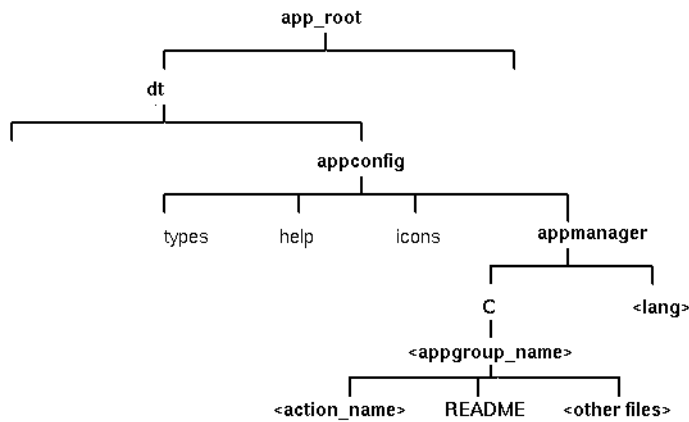 app_root
dt
appconfig
types help icons appmanager
C <lang>
<appgroup_name>
<action_name> README <other files>